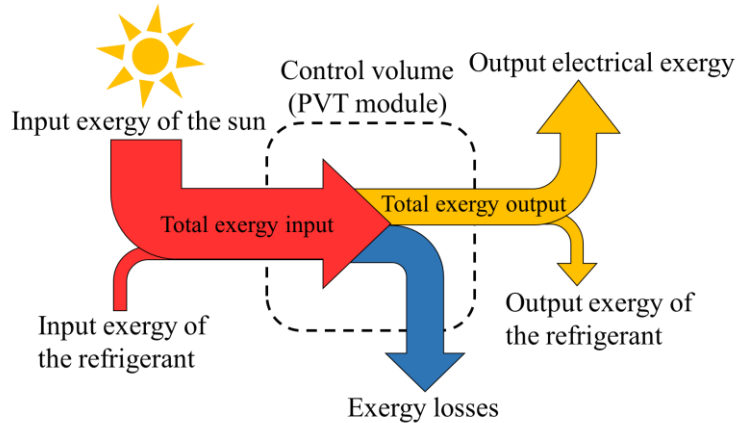 Output electrical exergy
Control volume
(PVT module)
Input exergy of the sun
Total exergy output
Total exergy input
Input exergy of
the refrigerant
Output exergy of
the refrigerant
Exergy losses